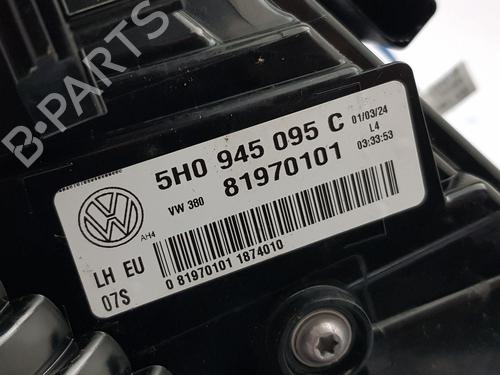 B-PARTS
5H0 945 095 C
01/03/24
VW 380
81970101
L4
03:33:53
AH4
LH EU
07S
0 81970101 1874010